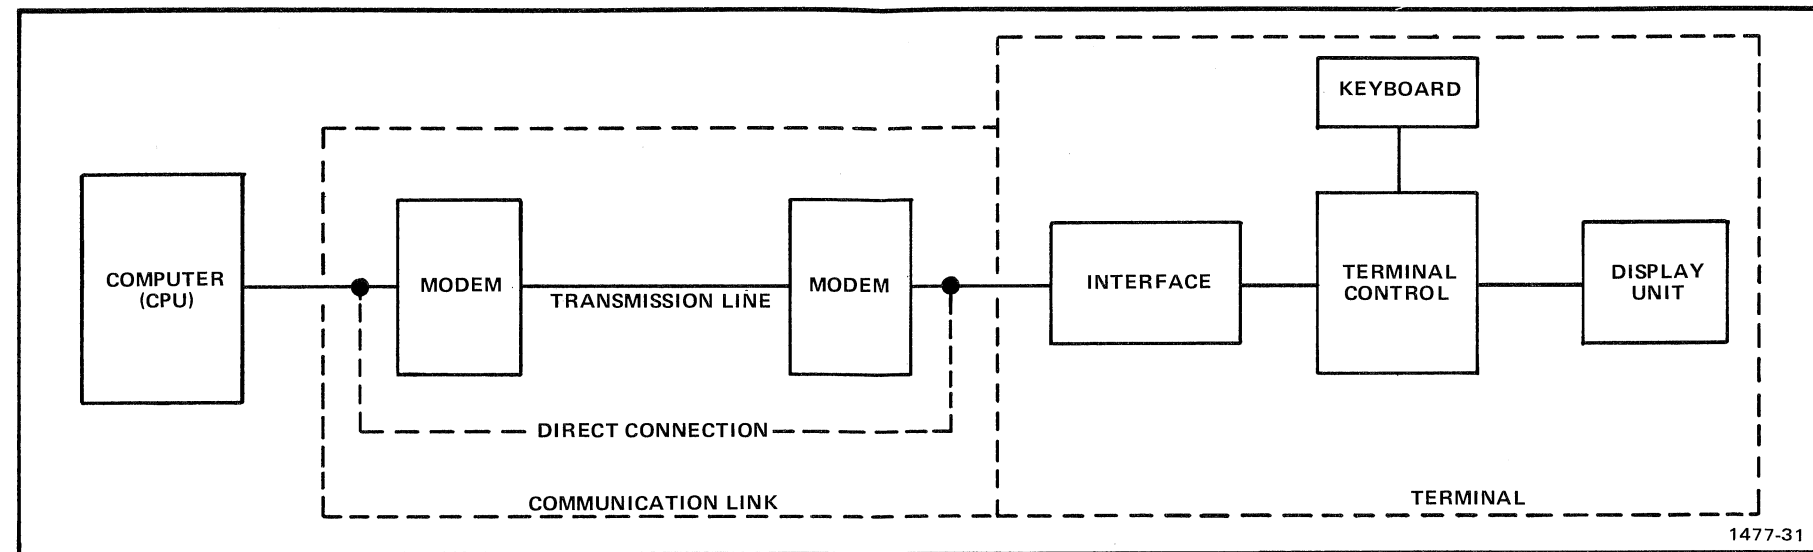 KEYBOARD
COMPUTER
(CPU)
MODEM
TRANSMISSION LINE
MODEM
INTERFACE
TERMINAL
CONTROL
DISPLAY
UNIT
DIRECT CONNECTION
COMMUNICATION LINK
TERMINAL
1477-31